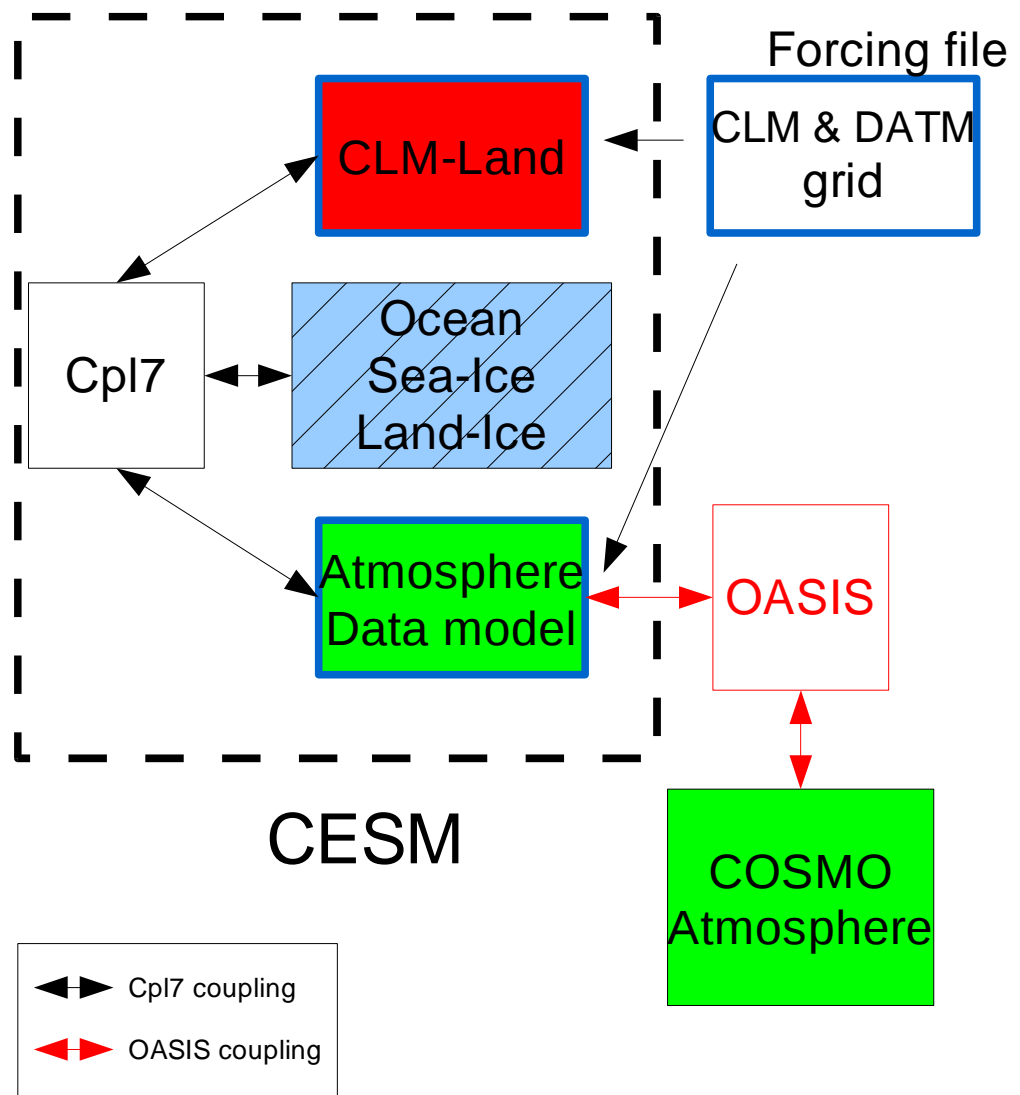 Forcing file
CLM-Land
CLM & DATM
grid
Cpl7
Ocean
Sea-Ice
Land-Ice
Atmosphere
Data model
OASIS
CESM
COSMO
Atmosphere
Cpl7 coupling
OASIS coupling